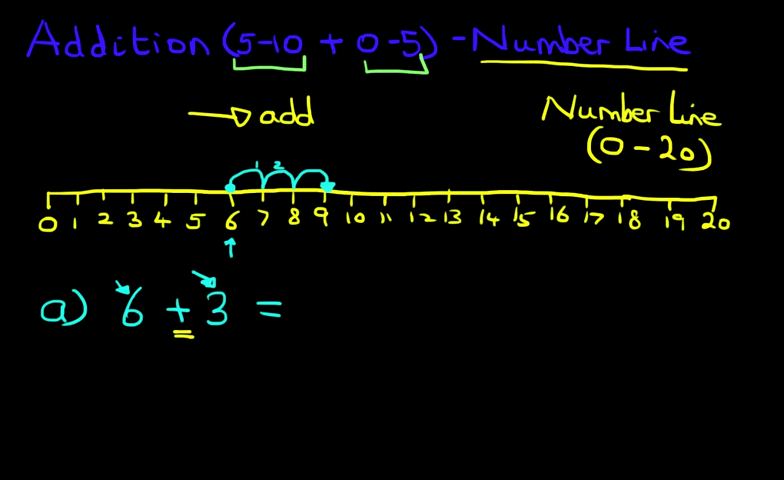 Addition (5-10 + 0-5) - Number Line
→ add
Number Line
(0 - 20)
1 2
0 1 2 3 4 5 6 7 8 9 10 11 12 13 14 15 16 17 18 19 20
a) 6 + 3 =